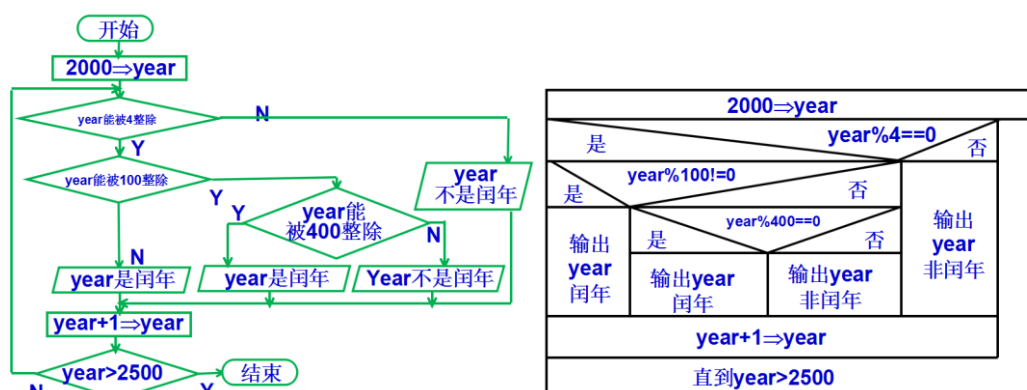 开始
2000⇒year
year能被4整除
N
Y
year能被100整除
Y
Y
year能
被400整除
N
year
不是闰年
N
year是闰年
year是闰年
Year不是闰年
year+1⇒year
year>2500
N
Y
结束
2000⇒year
year%4==0
是
否
year%100!=0
是
否
year%400==0
是
否
输出
year
闰年
输出year
闰年
输出year
非闰年
输出
year
非闰年
year+1⇒year
直到year>2500